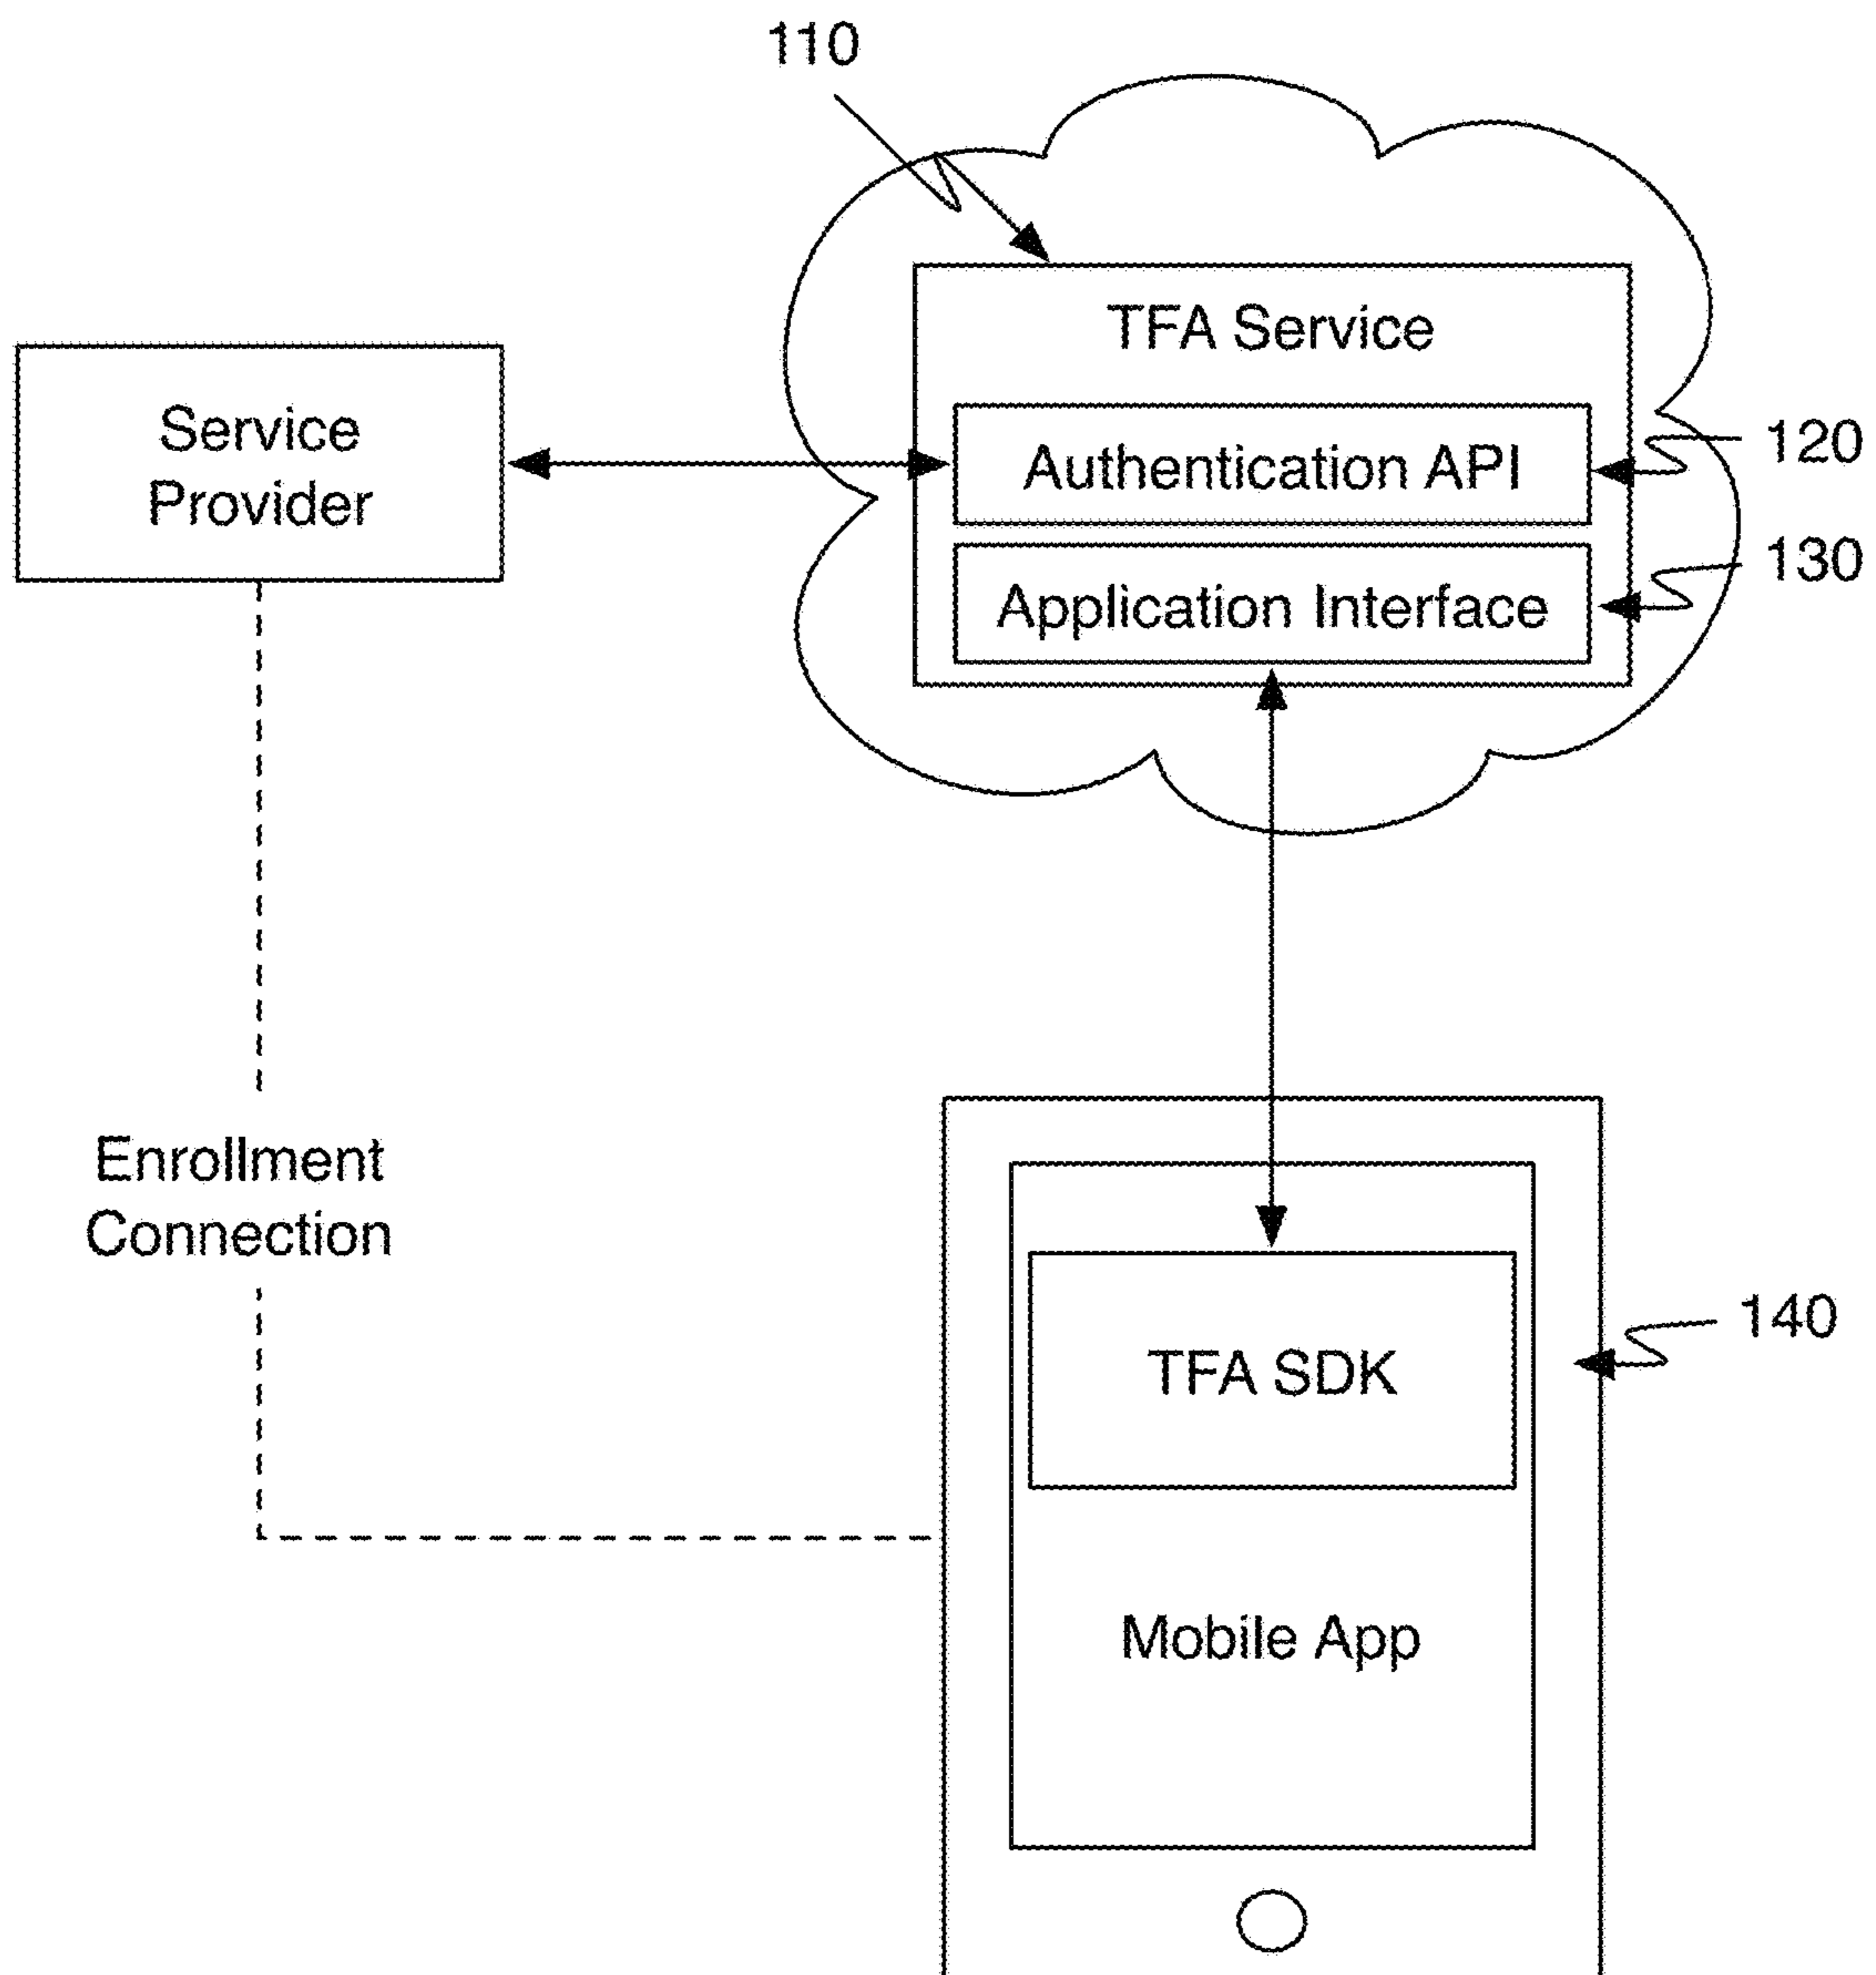 110
TFA Service
Service
Provider
Authentication API
120
Application Interface
130
Enrollment
Connection
TFA SDK
140
Mobile App